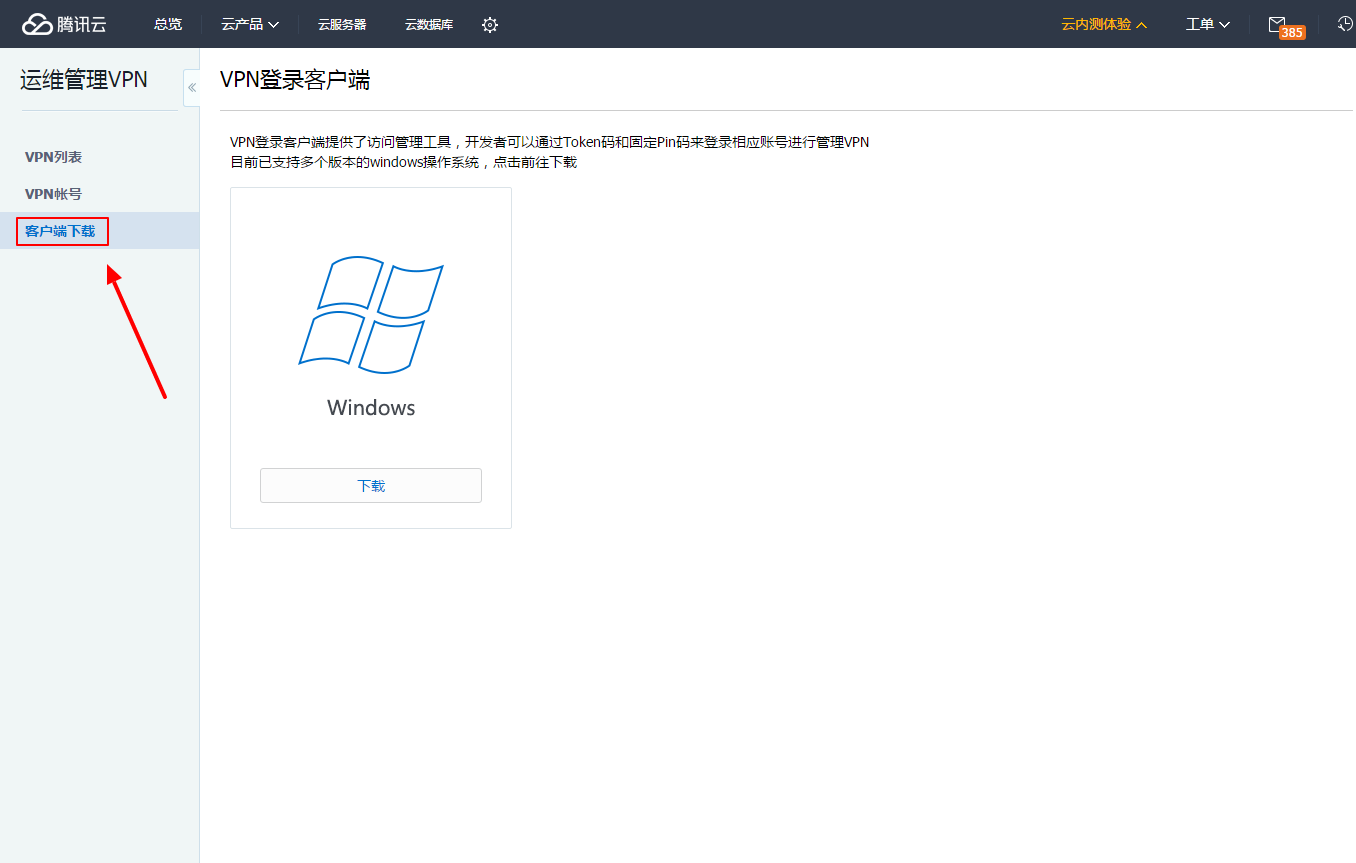 腾讯云 总览 云产品 云服务器 云数据库 云内测体验 工单 385
运维管理VPN
«
VPN列表
VPN帐号
客户端下载
VPN登录客户端
VPN登录客户端提供了访问管理工具，开发者可以通过Token码和固定Pin码来登录相应账号进行管理VPN
目前已支持多个版本的windows操作系统，点击前往下载
Windows
下载